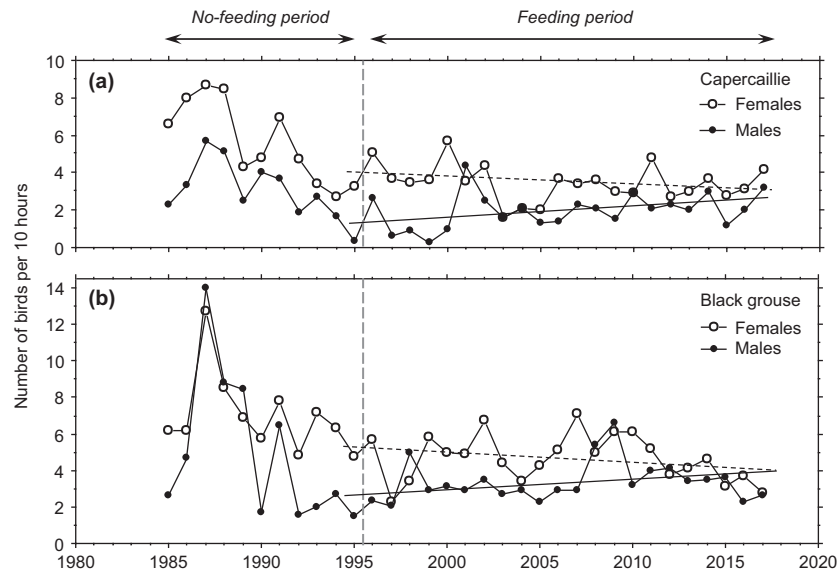 No-feeding period Feeding period
10
8
6
4
2
0
(a)
Capercaillie
Females
Males
14
12
10
8
6
4
2
0
(b)
Black grouse
Females
Males
Number of birds per 10 hours
1980 1985 1990 1995 2000 2005 2010 2015 2020